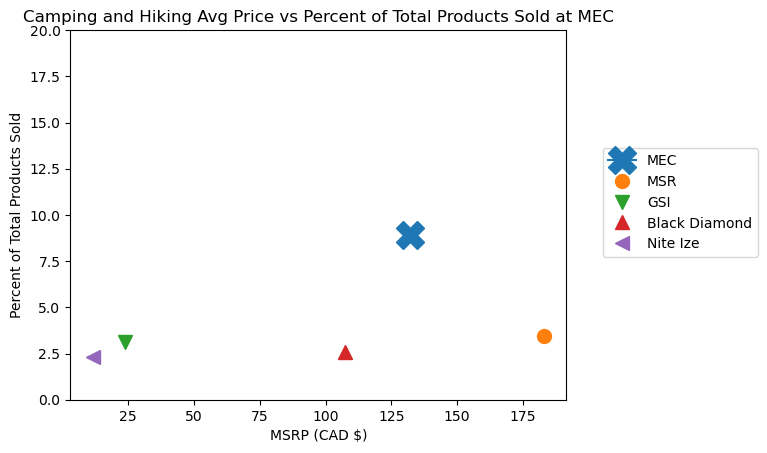 Camping and Hiking Avg Price vs Percent of Total Products Sold at MEC
20.0
17.5
15.0
12.5
10.0
7.5
5.0
2.5
0.0
Percent of Total Products Sold
25 50 75 100 125 150 175
MSRP (CAD $)
MEC
MSR
GSI
Black Diamond
Nite Ize